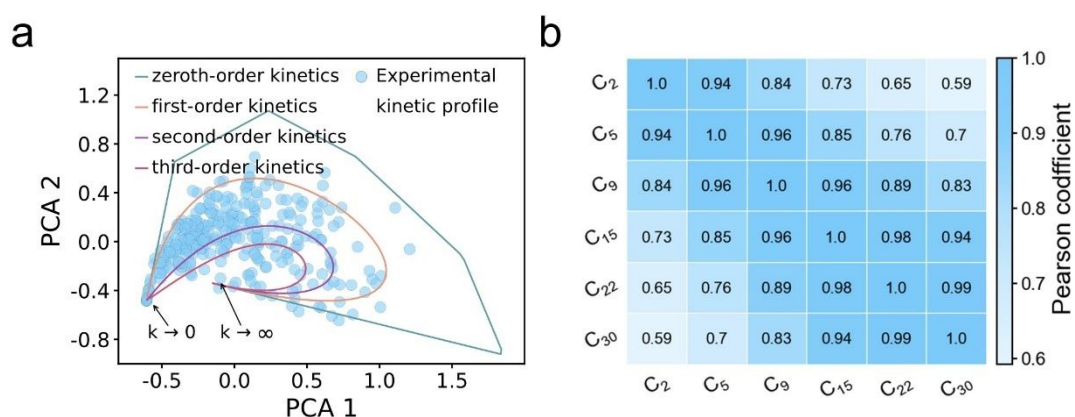 a
zeroth-order kinetics
first-order kinetics
second-order kinetics
third-order kinetics
Experimental
kinetic profile
PCA 2
1.2
0.8
0.4
0.0
-0.4
-0.8
k → 0
k → ∞
-0.5 0.0 0.5 1.0 1.5
PCA 1
b
C₂ 1.0 0.94 0.84 0.73 0.65 0.59
C₅ 0.94 1.0 0.96 0.85 0.76 0.7
C₉ 0.84 0.96 1.0 0.96 0.89 0.83
C₁₅ 0.73 0.85 0.96 1.0 0.98 0.94
C₂₂ 0.65 0.76 0.89 0.98 1.0 0.99
C₃₀ 0.59 0.7 0.83 0.94 0.99 1.0
C₂ C₅ C₉ C₁₅ C₂₂ C₃₀
1.0
0.9
0.8
0.7
0.6
Pearson codfficient